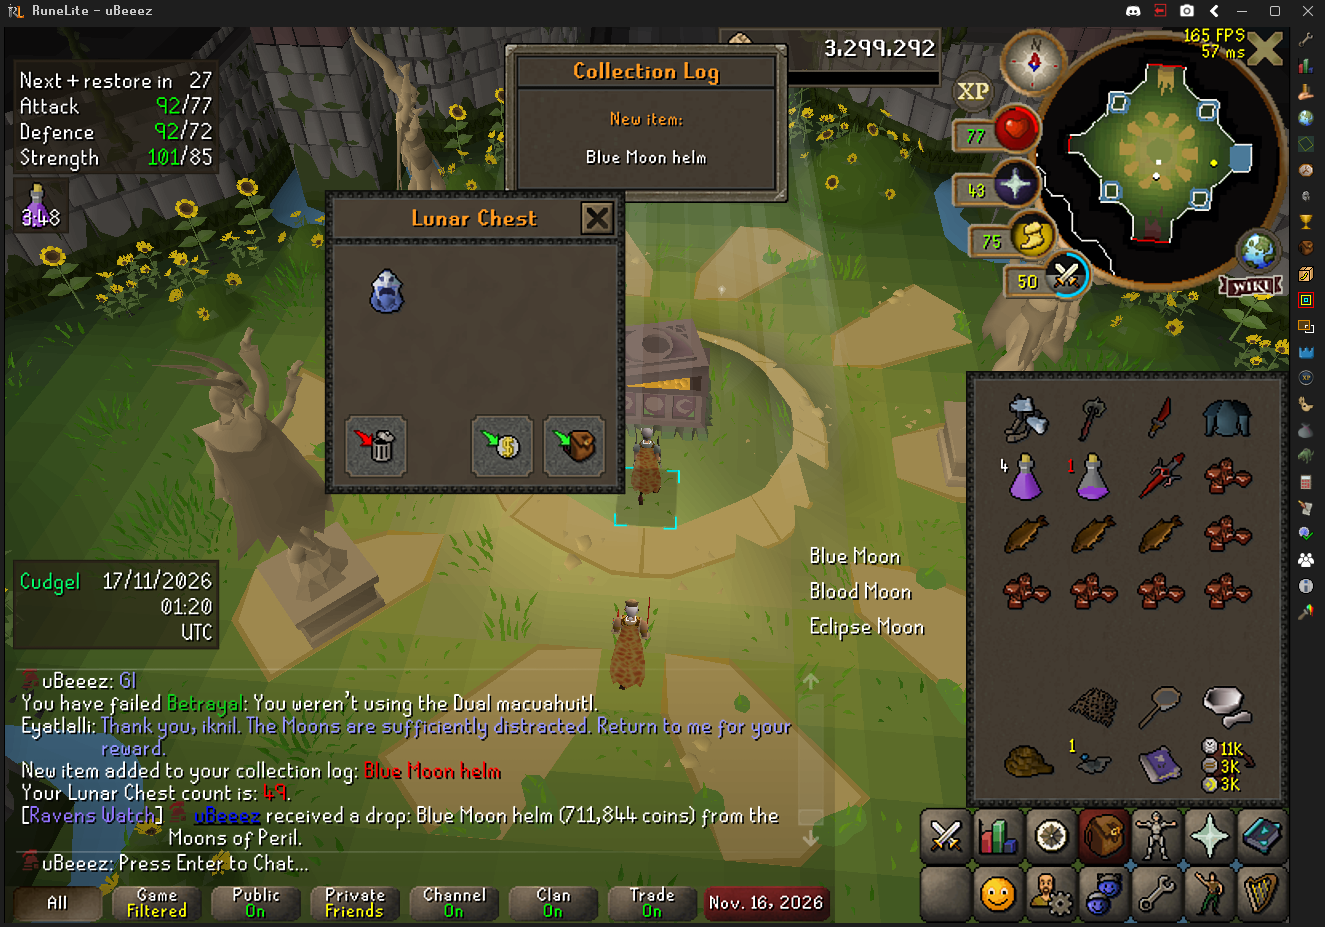 RuneLite - uBeeez
Next + restore in 27
Attack 92/77
Defence 92/72
Strength 101/85
3:48
Collection Log
New item:
Blue Moon helm
3,299,292
165 FPS
57 ms
N
XP
77
43
75
50
WIKI
Lunar Chest
4
1
1
11K
3K
3K
Blue Moon
Blood Moon
Eclipse Moon
Cudgel 17/11/2026
01:20
UTC
uBeeez: Gl
You have failed Betrayal: You weren't using the Dual macuahuitl.
Eyatlalli: Thank you, iknil. The Moons are sufficiently distracted. Return to me for your
reward.
New item added to your collection log: Blue Moon helm
Your Lunar Chest count is: 49.
[Ravens Watch] uBeeez received a drop: Blue Moon helm (711,844 coins) from the
Moons of Peril.
uBeeez: Press Enter to Chat...
All
Game
Filtered
Public
On
Private
Friends
Channel
On
Clan
On
Trade
On
Nov. 16, 2026